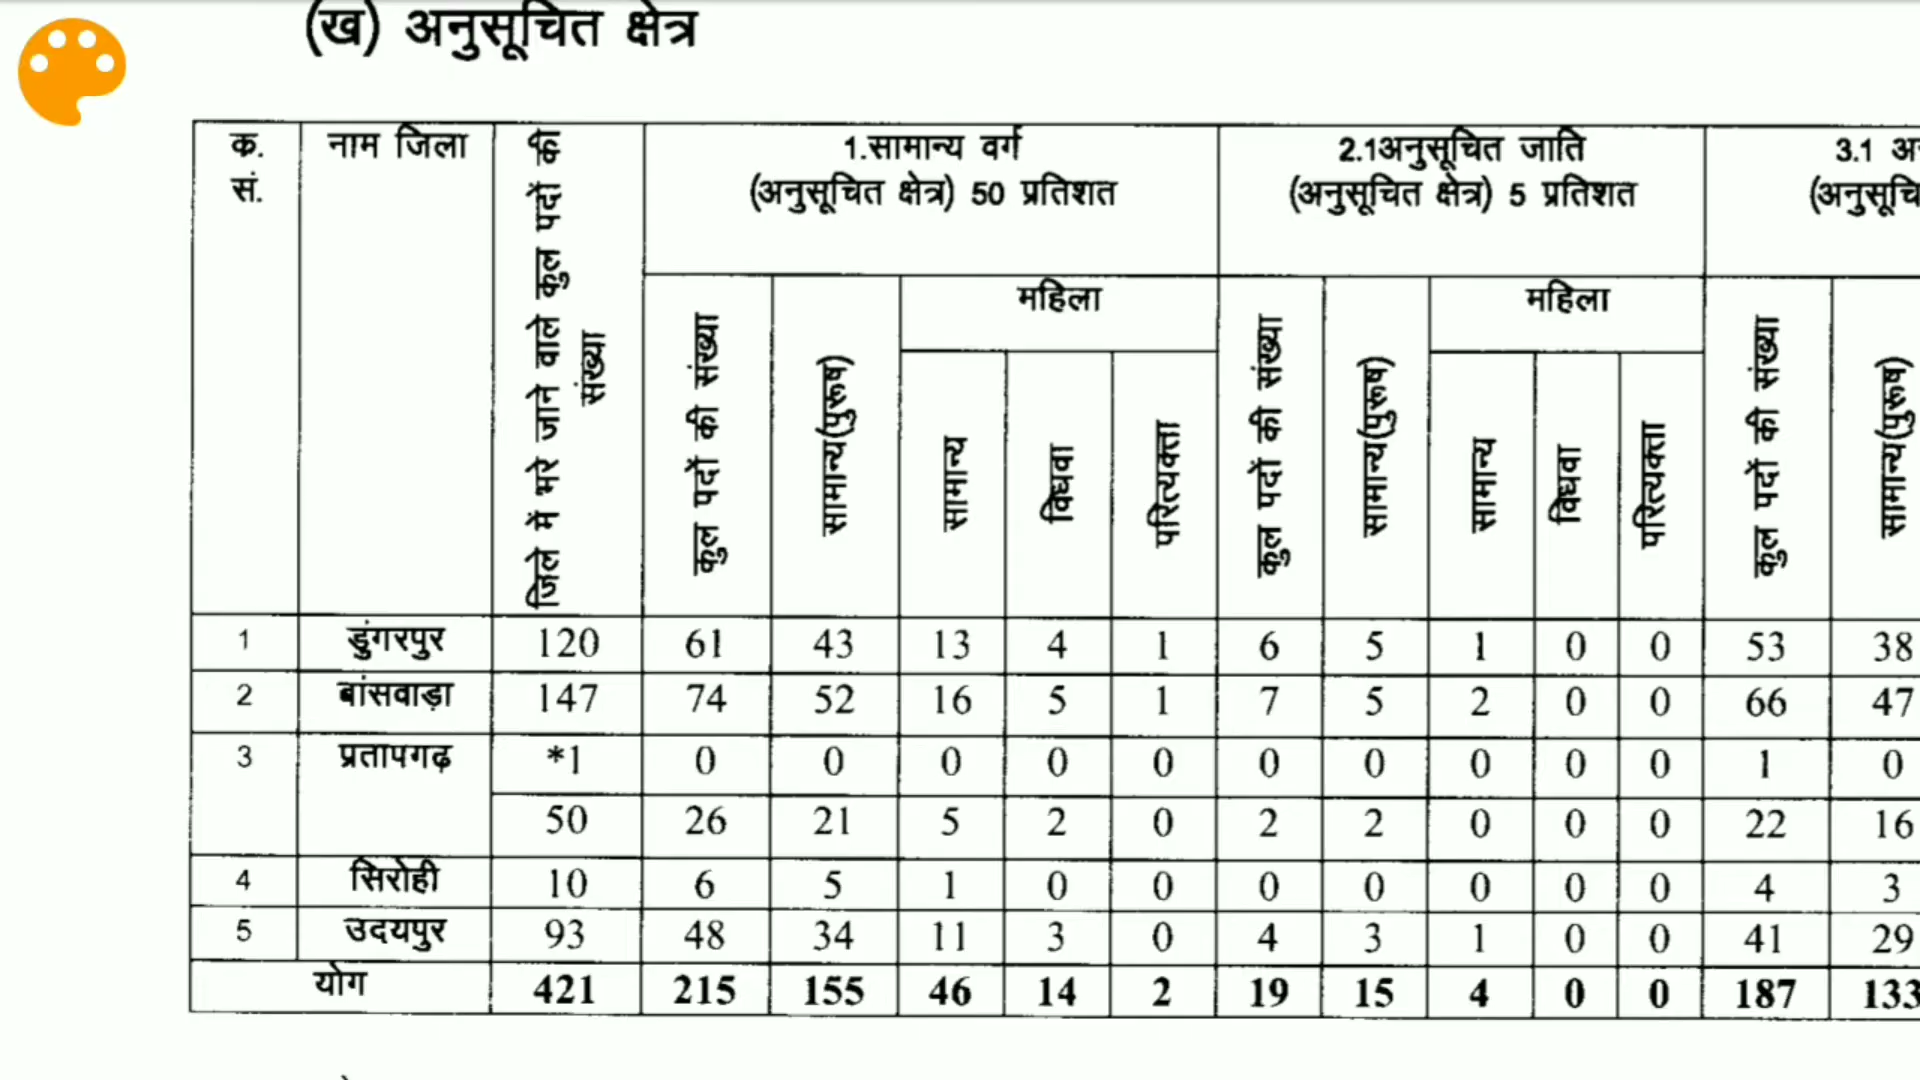 (ख) अनुसूचित क्षेत्र
क. सं.
नाम जिला
जिले में भरे जाने वाले कुल पदों की संख्या
1.सामान्य वर्ग
(अनुसूचित क्षेत्र) 50 प्रतिशत
2.1अनुसूचित जाति
(अनुसूचित क्षेत्र) 5 प्रतिशत
3.1
कुल पदों की संख्या
सामान्य(पुरूष)
महिला
सामान्य
विधवा
परित्यक्ता
कुल पदों की संख्या
सामान्य(पुरूष)
महिला
सामान्य
विधवा
परित्यक्ता
कुल पदों की संख्या
सामान्य(पुरूष)
1 डुंगरपुर 120 61 43 13 4 1 6 5 1 0 0 53 38
2 बांसवाड़ा 147 74 52 16 5 1 7 5 2 0 0 66 47
3 प्रतापगढ़ *1 0 0 0 0 0 0 0 0 0 0 1 0
50 26 21 5 2 0 2 2 0 0 0 22 16
4 सिरोही 10 6 5 1 0 0 0 0 0 0 0 4 3
5 उदयपुर 93 48 34 11 3 0 4 3 1 0 0 41 29
योग 421 215 155 46 14 2 19 15 4 0 0 187 133